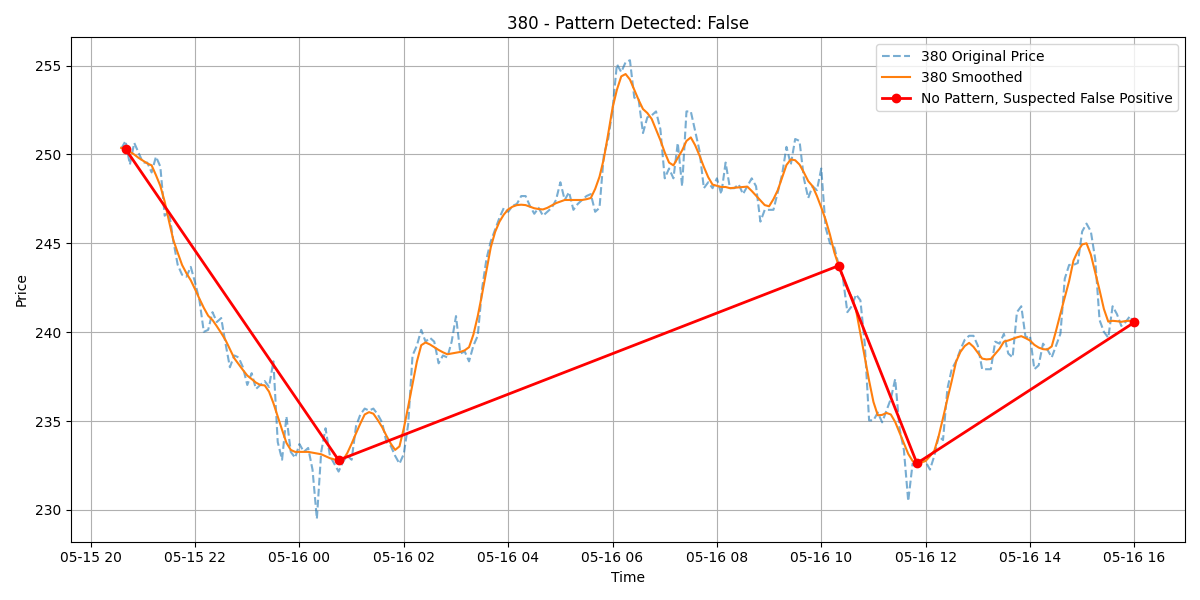 380 - Pattern Detected: False
380 Original Price
380 Smoothed
No Pattern, Suspected False Positive
Price
255
250
245
240
235
230
05-15 20
05-15 22
05-16 00
05-16 02
05-16 04
05-16 06
05-16 08
05-16 10
05-16 12
05-16 14
05-16 16
Time